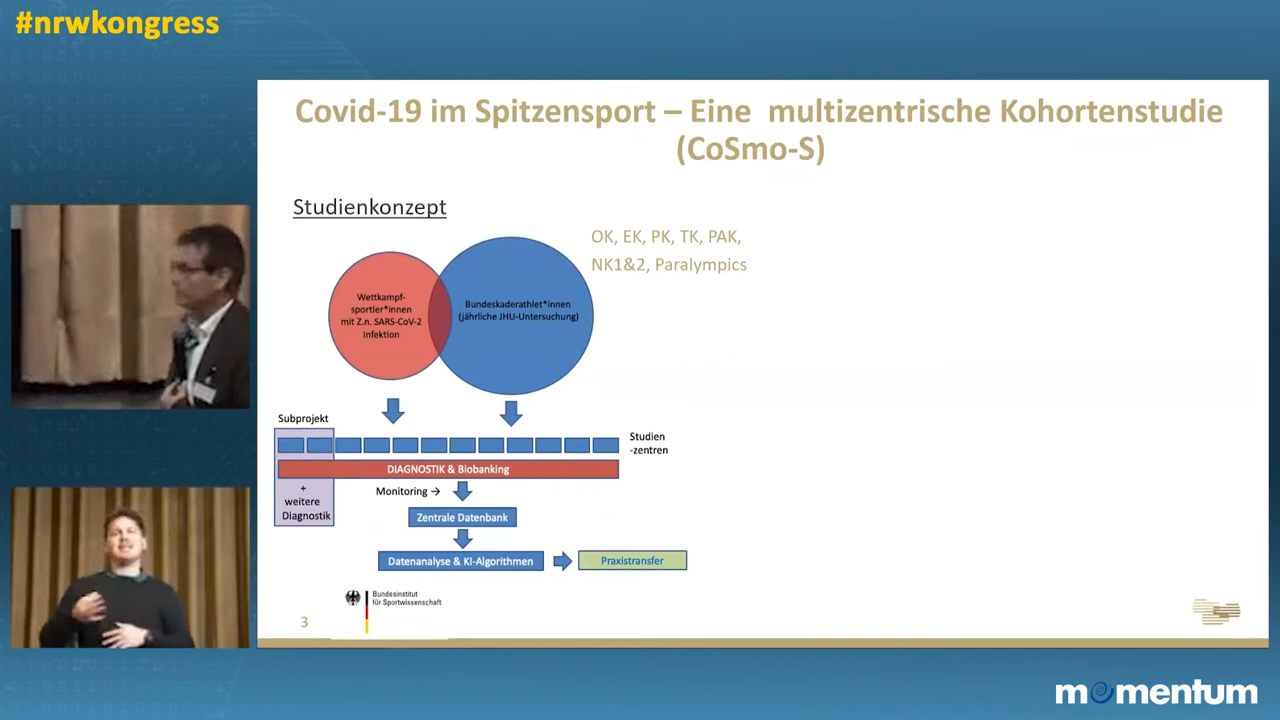 #nrwkongress
Covid-19 im Spitzensport – Eine multizentrische Kohortenstudie
(CoSmo-S)
Studienkonzept
OK, EK, PK, TK, PAK,
NK1&2, Paralympics
Wettkampf-
sportler*innen
mit Z.n. SARS-CoV-2
Infektion
Bundeskaderathlet*innen
(jährliche JHU-Untersuchung)
Subprojekt
Studien
-zentren
DIAGNOSTIK & Biobanking
+
weitere
Diagnostik
Monitoring →
Zentrale Datenbank
Datenanalyse & KI-Algorithmen
Praxistransfer
Bundesinstitut
für Sportwissenschaft
3
momentum